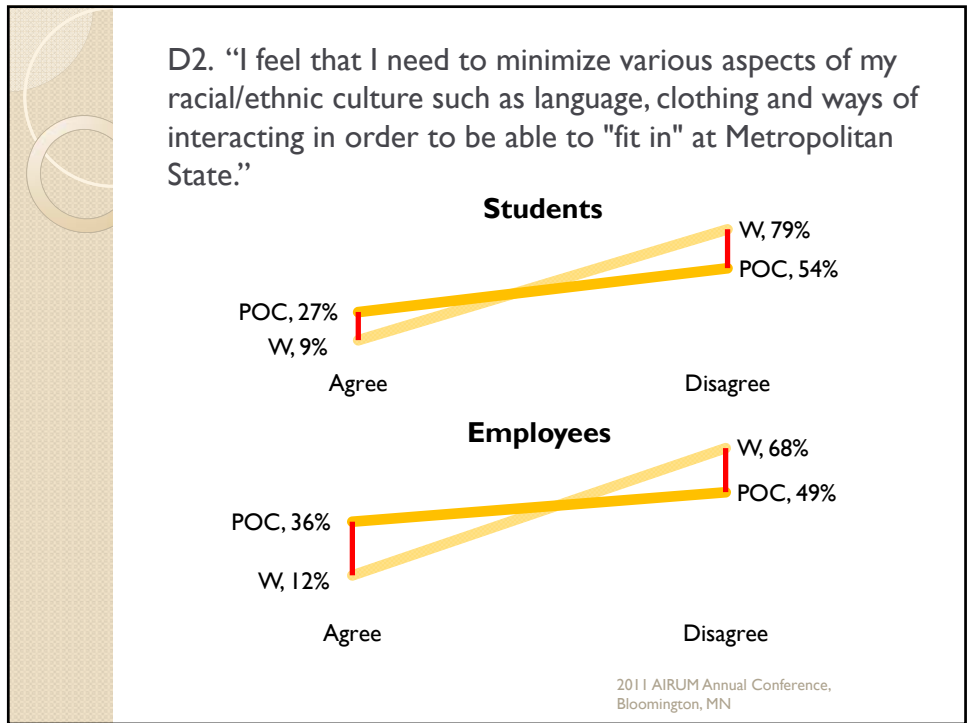 D2. “I feel that I need to minimize various aspects of my
racial/ethnic culture such as language, clothing and ways of
interacting in order to be able to "fit in" at Metropolitan
State.”
Students
W, 79%
POC, 54%
POC, 27%
W, 9%
Agree
Disagree
Employees
W, 68%
POC, 49%
POC, 36%
W, 12%
Agree
Disagree
2011 AIRUM Annual Conference,
Bloomington, MN